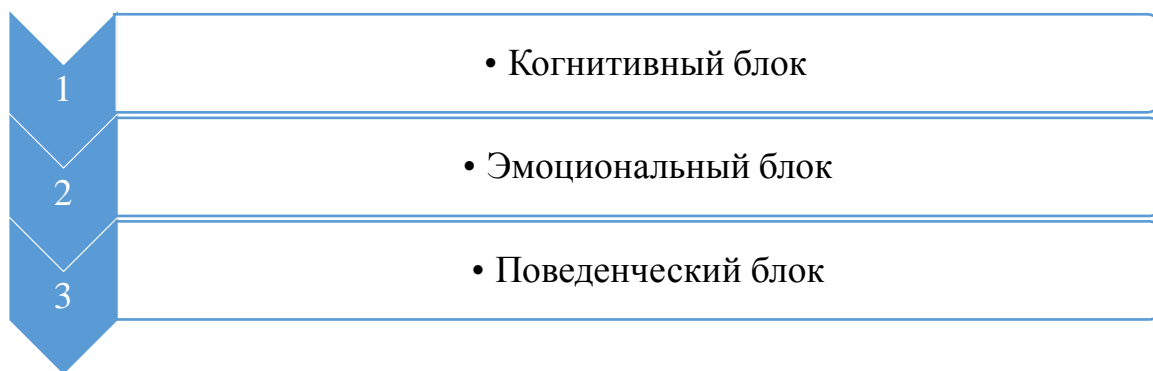 1
• Когнитивный блок
2
• Эмоциональный блок
3
• Поведенческий блок